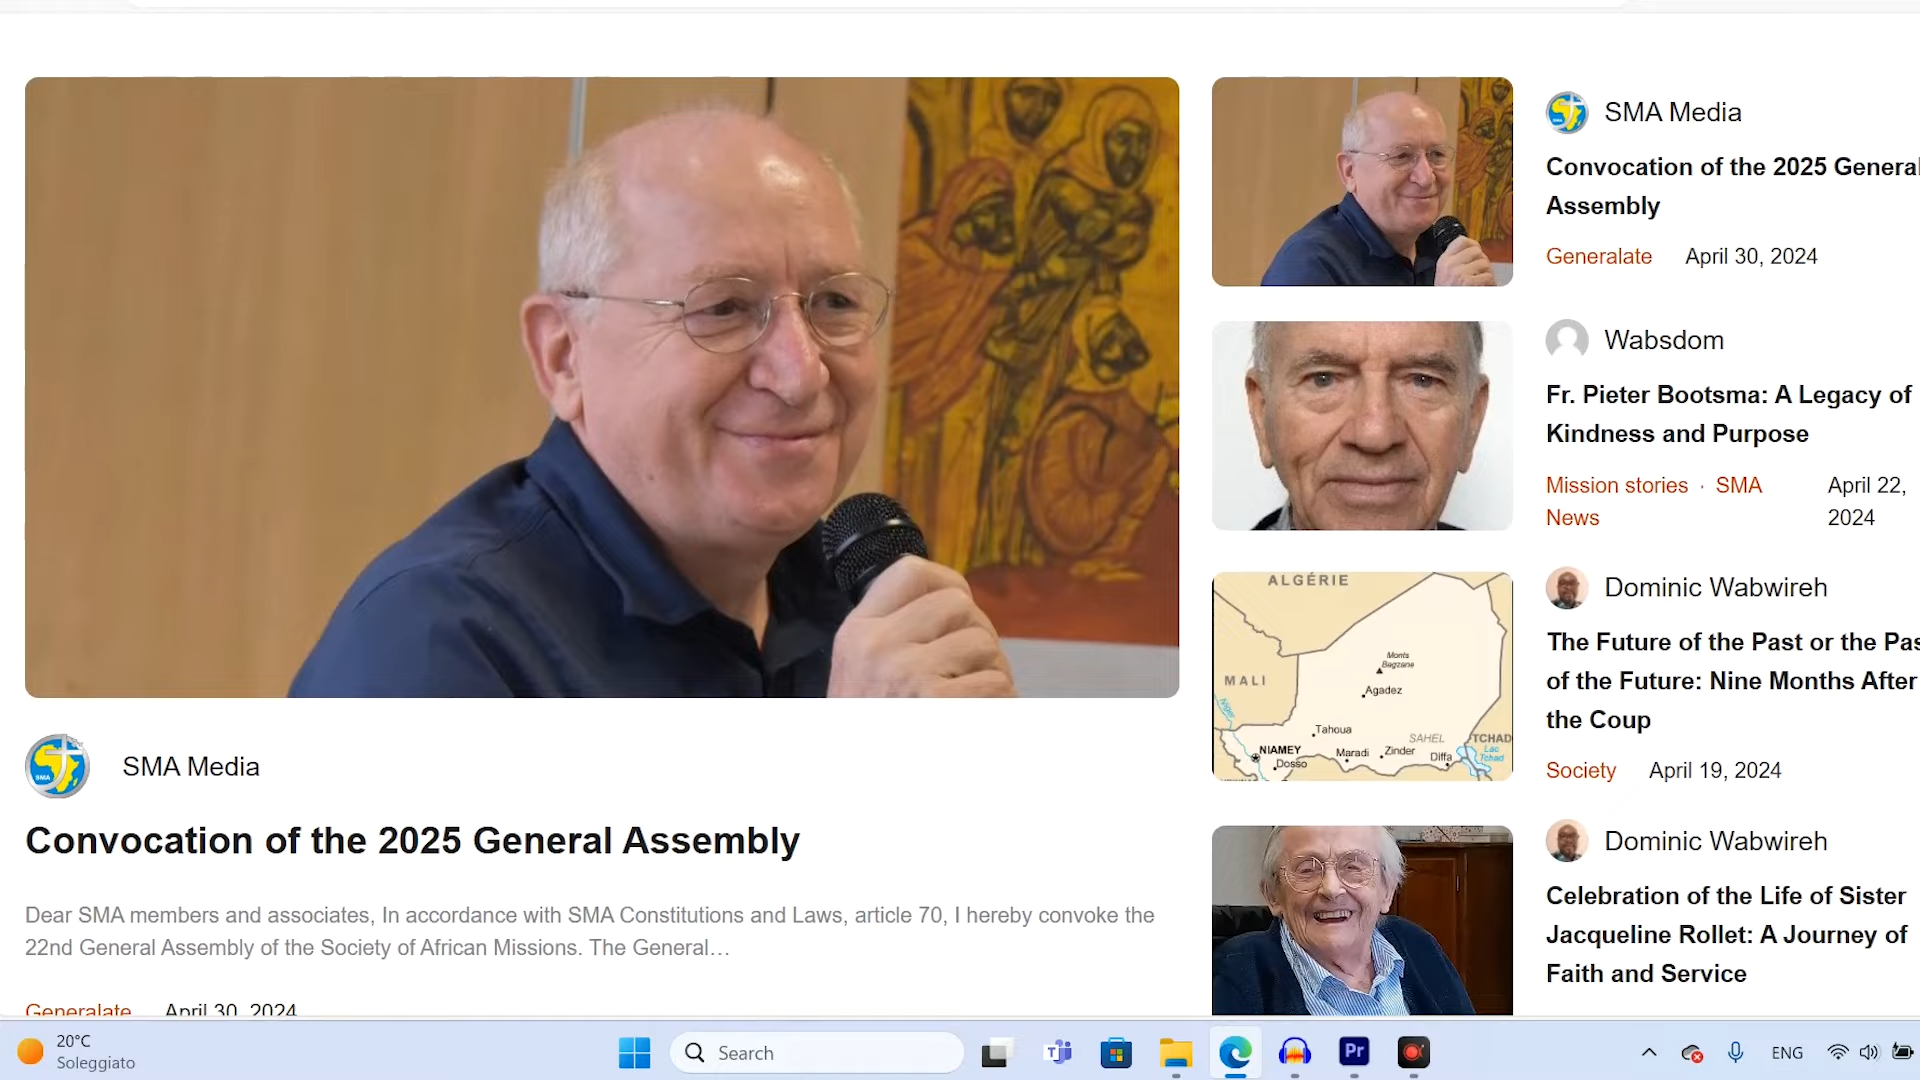 SMA Media
Convocation of the 2025 General Assembly
Dear SMA members and associates, In accordance with SMA Constitutions and Laws, article 70, I hereby convoke the
22nd General Assembly of the Society of African Missions. The General…
Generalate April 30, 2024
SMA Media
Convocation of the 2025 General
Assembly
Generalate April 30, 2024
Wabsdom
Fr. Pieter Bootsma: A Legacy of
Kindness and Purpose
Mission stories · SMA
News
April 22,
2024
ALGÉRIE
MALI
Niger
Monts
Bagzane
Agadez
Tahoua
SAHEL
TCHAD
NIAMEY
Maradi
Zinder
Diffa
Lac
Tchad
Dosso
Dominic Wabwireh
The Future of the Past or the Pas
of the Future: Nine Months After
the Coup
Society April 19, 2024
Dominic Wabwireh
Celebration of the Life of Sister
Jacqueline Rollet: A Journey of
Faith and Service
20°C
Soleggiato
Search
Pr
ENG